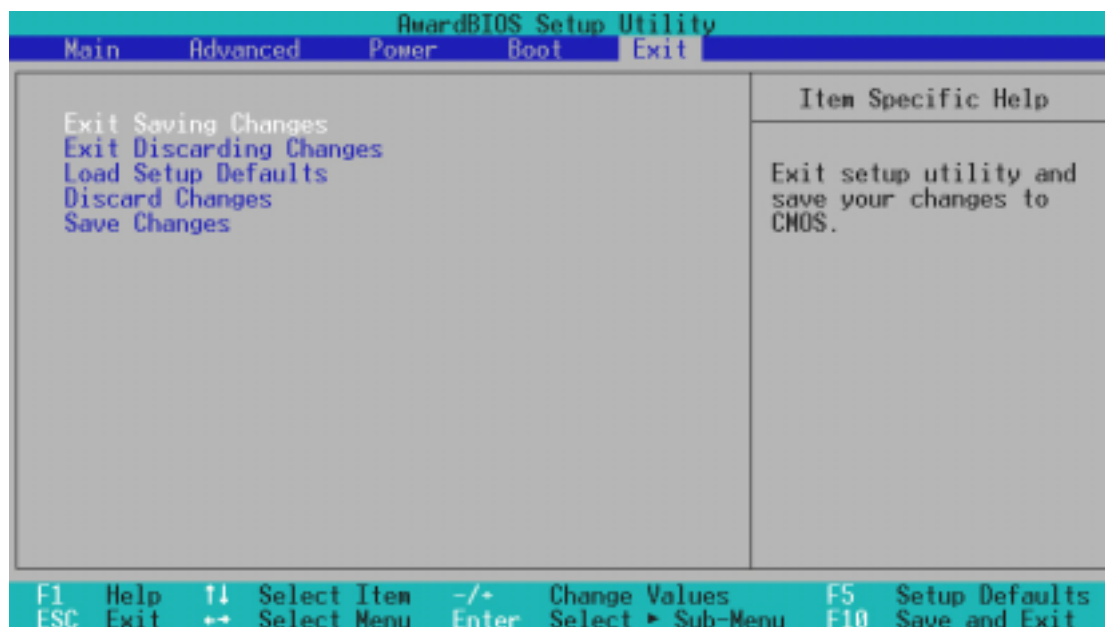 AwardBIOS Setup Utility
Main Advanced Power Boot Exit
Exit Saving Changes
Exit Discarding Changes
Load Setup Defaults
Discard Changes
Save Changes
Item Specific Help
Exit setup utility and
save your changes to
CMOS.
F1 Help ↑↓ Select Item -/+ Change Values F5 Setup Defaults
ESC Exit ←→ Select Menu Enter Select ► Sub-Menu F10 Save and Exit